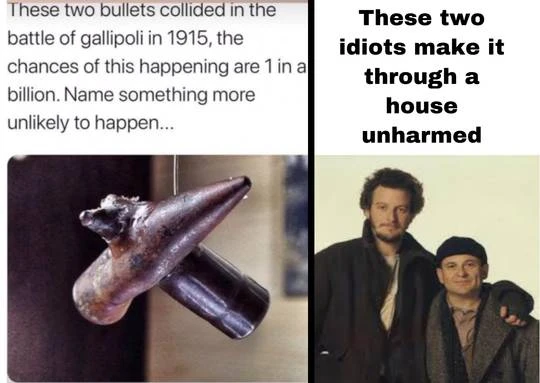 These two bullets collided in the
battle of gallipoli in 1915, the
chances of this happening are 1 in a
billion. Name something more
unlikely to happen...
These two
idiots make it
through a
house
unharmed